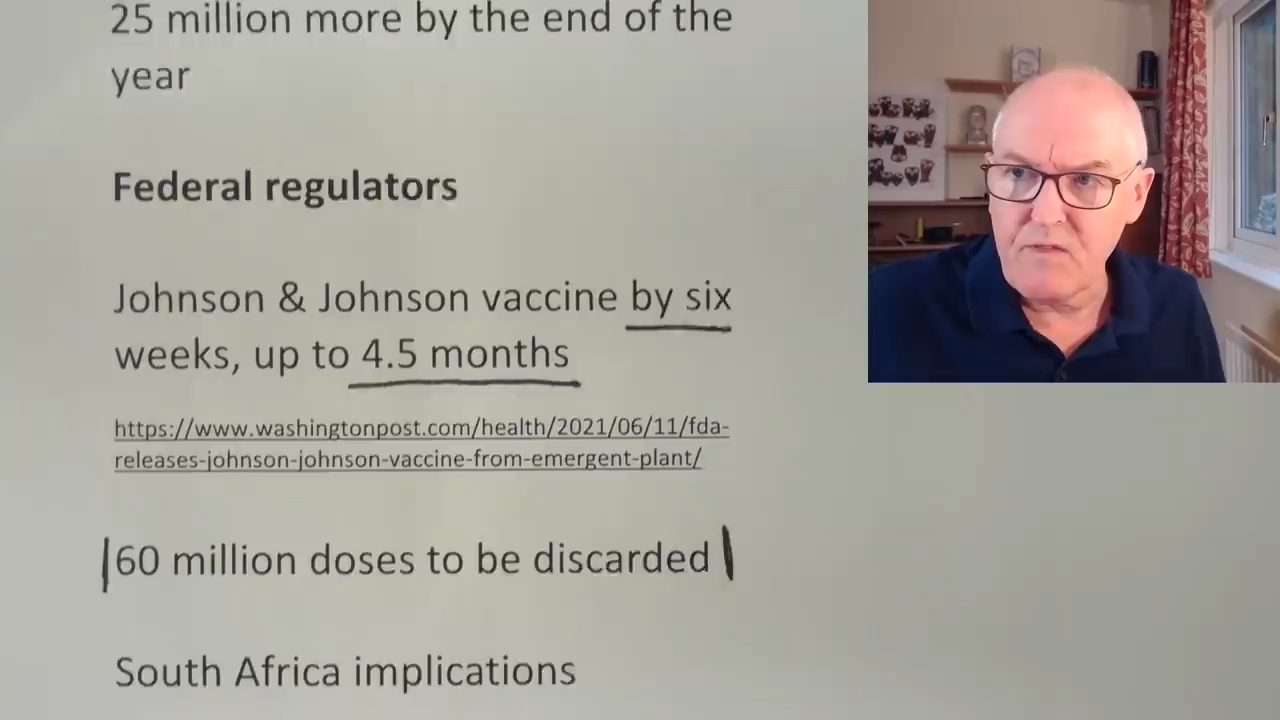 25 million more by the end of the
year
Federal regulators
Johnson & Johnson vaccine by six
weeks, up to 4.5 months
https://www.washingtonpost.com/health/2021/06/11/fda-
releases-johnson-johnson-vaccine-from-emergent-plant/
60 million doses to be discarded
South Africa implications